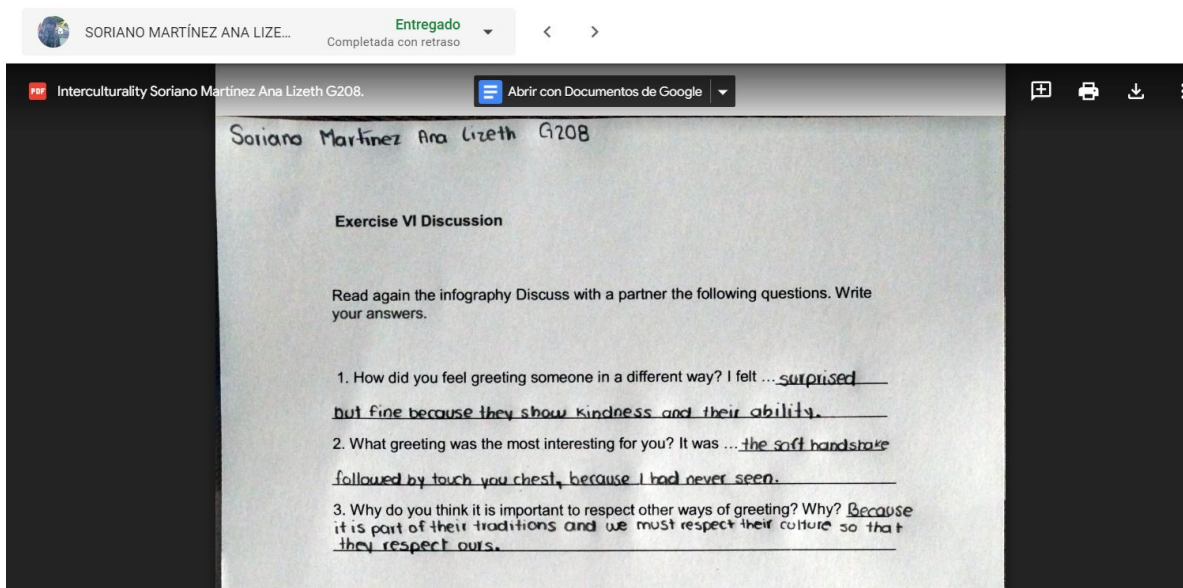 SORIANO MARTÍNEZ ANA LIZE...
Entregado
Completada con retraso
PDF Interculturality Soriano Martínez Ana Lizeth G208.
Abrir con Documentos de Google
Soriano Martínez Ana Lizeth G208
Exercise VI Discussion
Read again the infography Discuss with a partner the following questions. Write
your answers.
1. How did you feel greeting someone in a different way? I felt ... surprised
but fine because they show kindness and their ability.
2. What greeting was the most interesting for you? It was ... the soft handshake
followed by touch you chest, because I had never seen.
3. Why do you think it is important to respect other ways of greeting? Why? Because
it is part of their traditions and we must respect their culture so that
they respect ours.